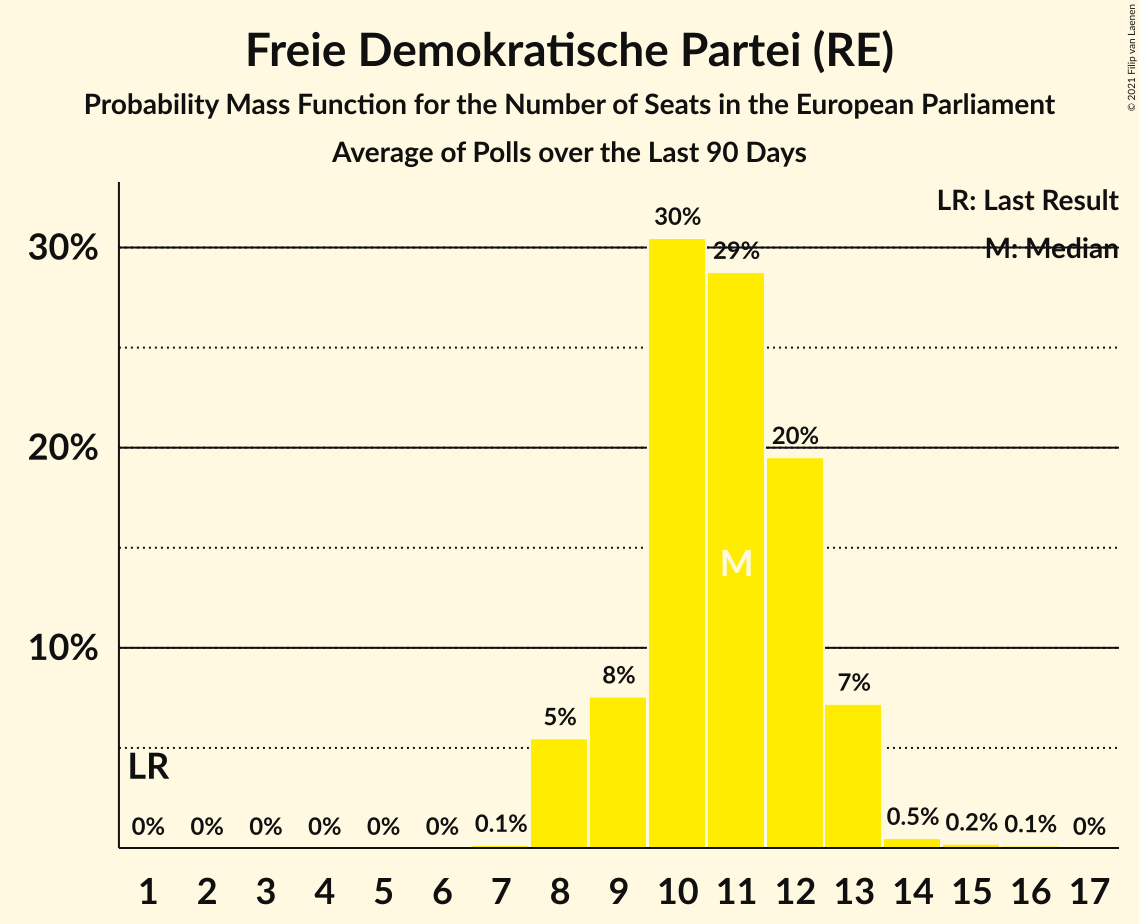 Freie Demokratische Partei (RE)
Probability Mass Function for the Number of Seats in the European Parliament
Average of Polls over the Last 90 Days
© 2021 Filip van Laenen
LR: Last Result
M: Median
30%
20%
10%
30%
29%
20%
M
8%
7%
5%
LR
0% 0% 0% 0% 0% 0% 0.1% 0.5% 0.2% 0.1% 0%
1 2 3 4 5 6 7 8 9 10 11 12 13 14 15 16 17